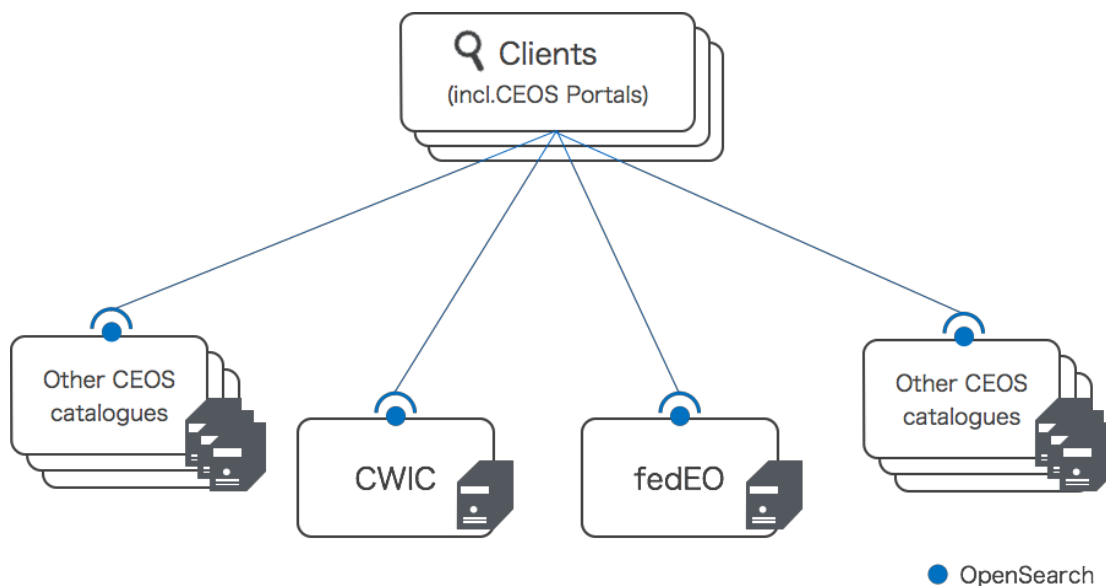 Clients
(incl.CEOS Portals)
Other CEOS
catalogues
CWIC
fedEO
Other CEOS
catalogues
OpenSearch